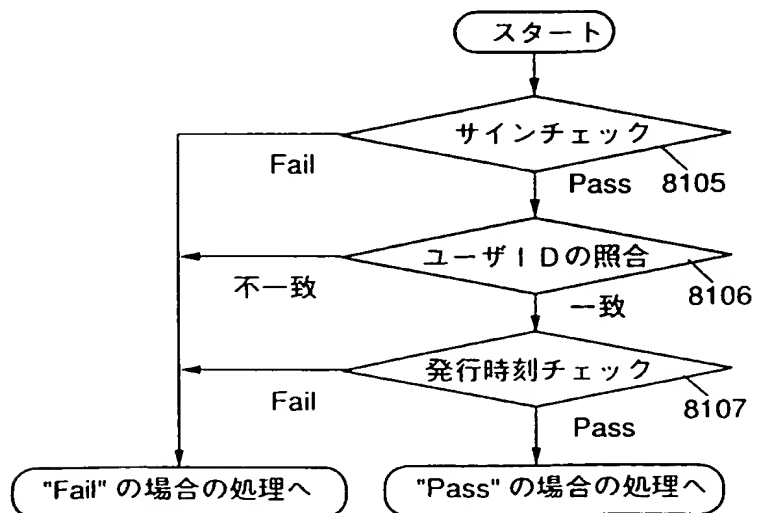 スタート
サインチェック
Fail
Pass
8105
ユーザIDの照合
不一致
一致
8106
発行時刻チェック
Fail
Pass
8107
"Fail" の場合の処理へ
"Pass" の場合の処理へ